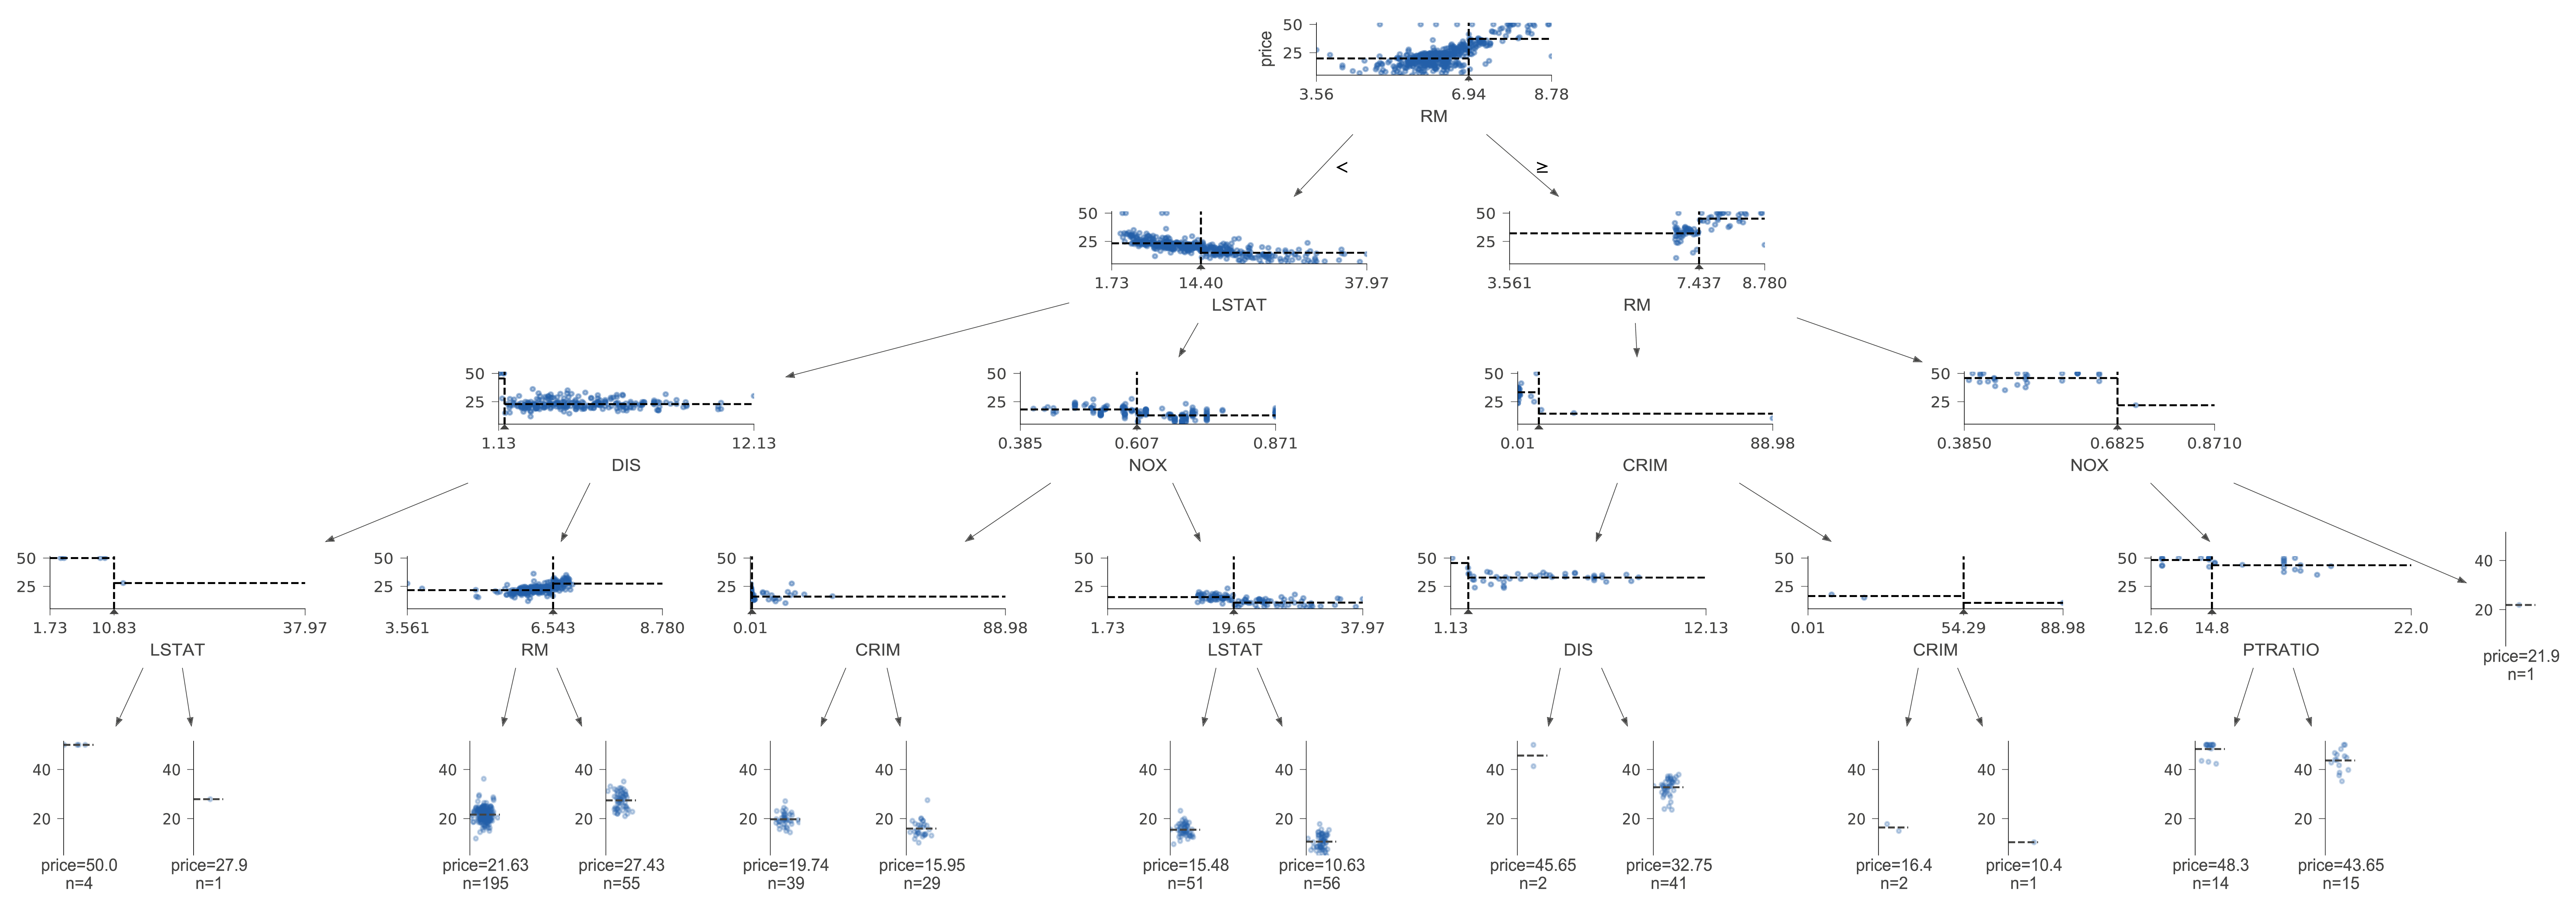 price
50
25
3.56 6.94 8.78
RM
< ≥
50
25
1.73 14.40 37.97
LSTAT
50
25
3.561 7.437 8.780
RM
50
25
1.13 12.13
DIS
50
25
0.385 0.607 0.871
NOX
50
25
0.01 88.98
CRIM
50
25
0.3850 0.6825 0.8710
NOX
50
25
1.73 10.83 37.97
LSTAT
50
25
3.561 6.543 8.780
RM
50
25
0.01 88.98
CRIM
50
25
1.73 19.65 37.97
LSTAT
50
25
1.13 12.13
DIS
50
25
0.01 54.29 88.98
CRIM
50
25
12.6 14.8 22.0
PTRATIO
40
20
price=21.9
n=1
40
20
price=50.0
n=4
40
20
price=27.9
n=1
40
20
price=21.63
n=195
40
20
price=27.43
n=55
40
20
price=19.74
n=39
40
20
price=15.95
n=29
40
20
price=15.48
n=51
40
20
price=10.63
n=56
40
20
price=45.65
n=2
40
20
price=32.75
n=41
40
20
price=16.4
n=2
40
20
price=10.4
n=1
40
20
price=48.3
n=14
40
20
price=43.65
n=15